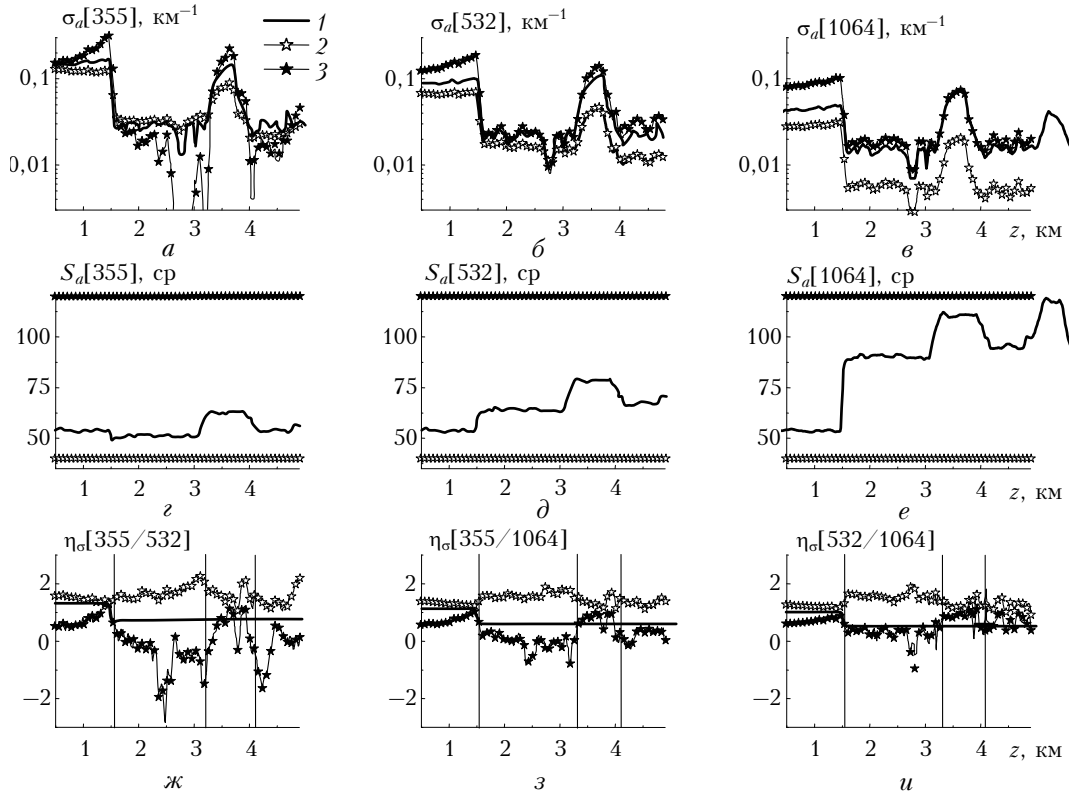 σₐ[355], км⁻¹
σₐ[532], км⁻¹
σₐ[1064], км⁻¹
1
2
3
0,1
0,1
0,1
0,01
0,01
0,01
1 2 3 4
1 2 3 4
1 2 3 4 z, км
а
б
в
Sₐ[355], ср
Sₐ[532], ср
Sₐ[1064], ср
100
100
100
75
75
75
50
50
50
1 2 3 4
1 2 3 4
1 2 3 4 z, км
г
д
е
η_σ[355/532]
η_σ[355/1064]
η_σ[532/1064]
2
2
2
0
0
0
−2
−2
−2
1 2 3 4
1 2 3 4
1 2 3 4 z, км
ж
з
и